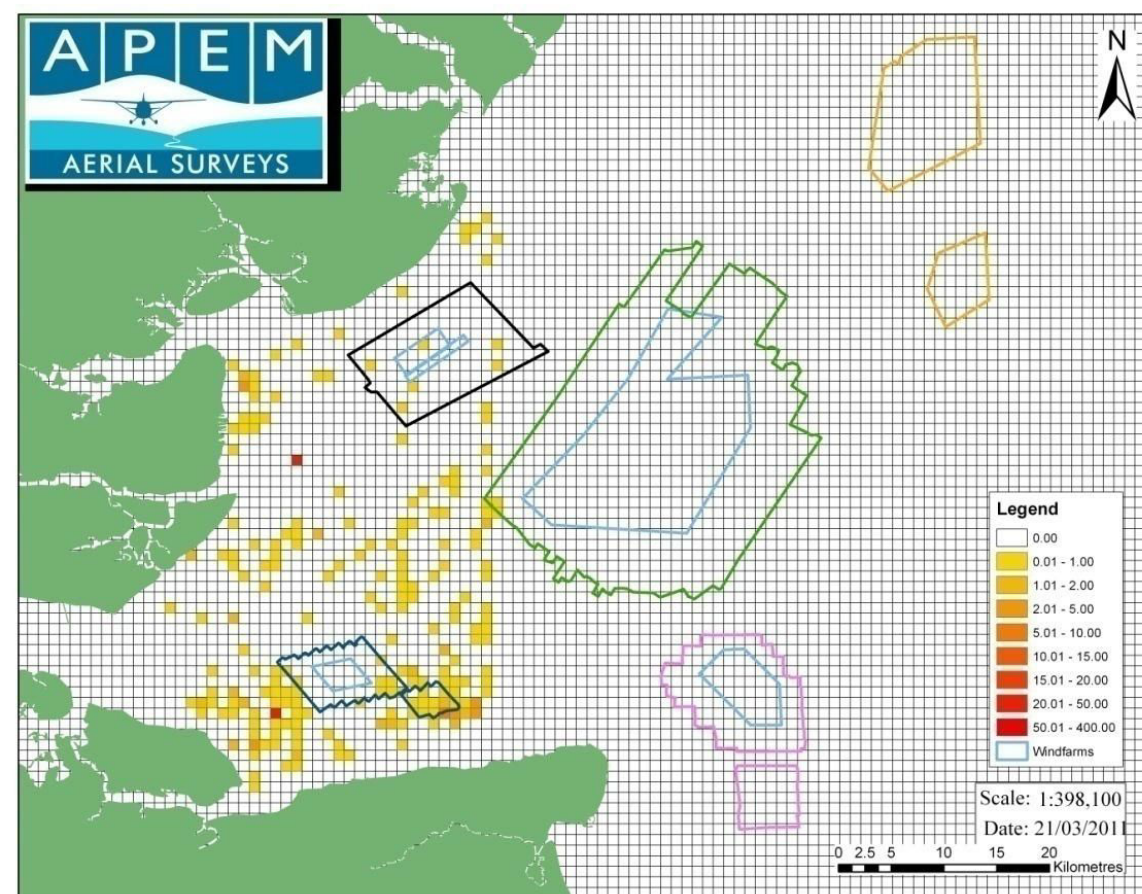 APEM
AERIAL SURVEYS
N
Legend
0.00
0.01 - 1.00
1.01 - 2.00
2.01 - 5.00
5.01 - 10.00
10.01 - 15.00
15.01 - 20.00
20.01 - 50.00
50.01 - 400.00
Windfarms
Scale: 1:398,100
Date: 21/03/2011
0 2.5 5 10 15 20
Kilometres